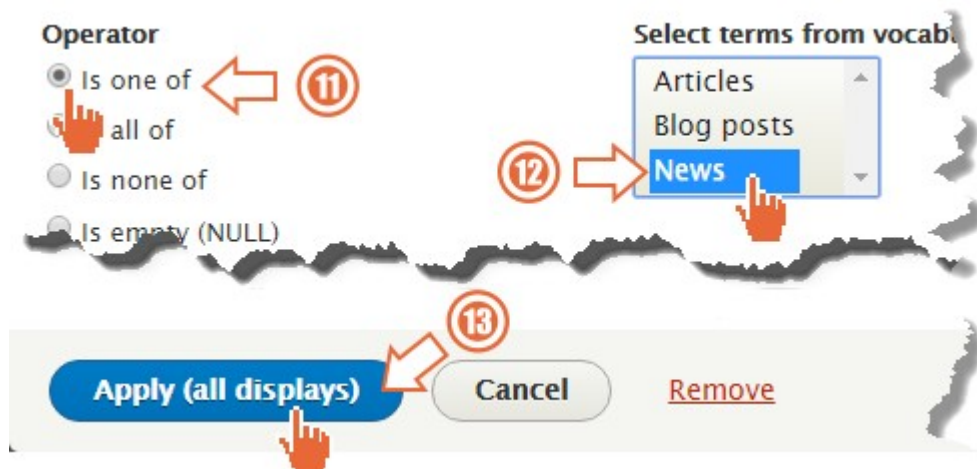 Operator
Select terms from vocab
Is one of
11
Articles
all of
Blog posts
12
News
Is none of
Is empty (NULL)
13
Apply (all displays)
Cancel
Remove